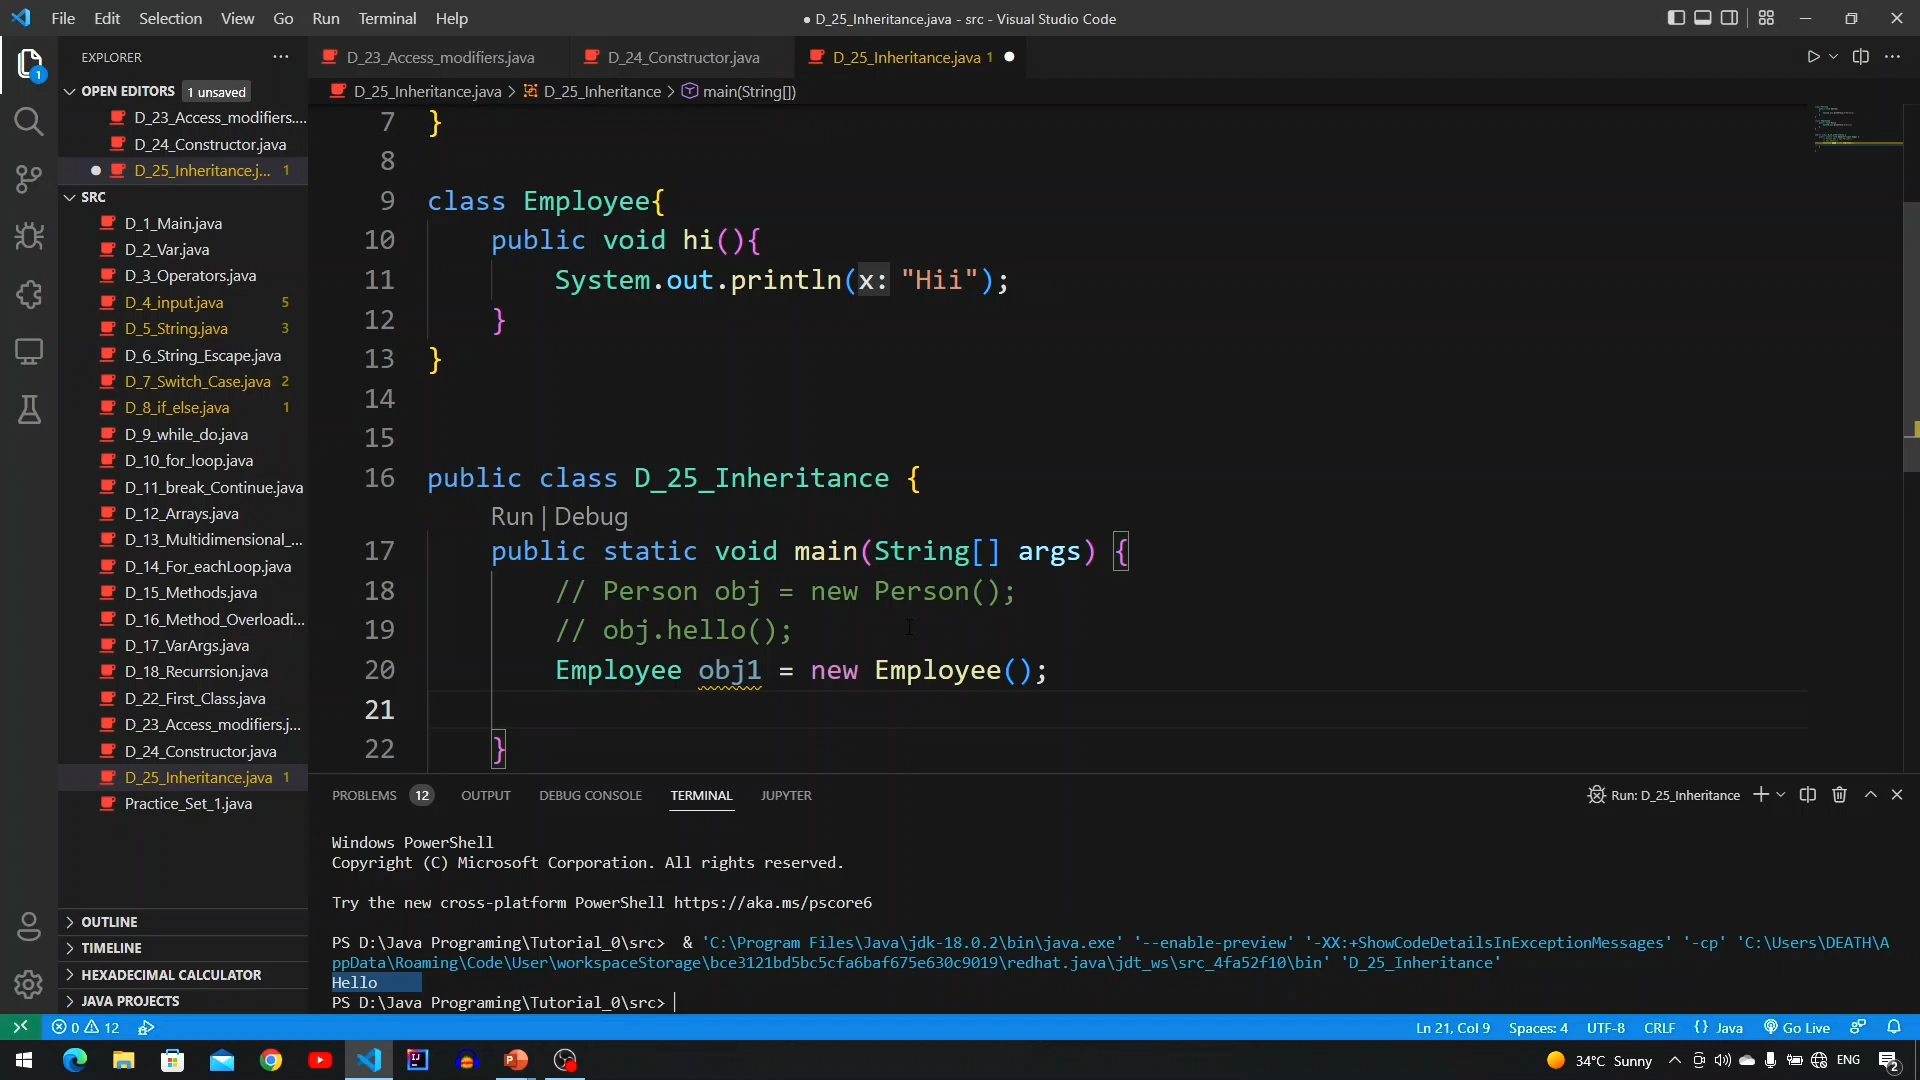 File Edit Selection View Go Run Terminal Help
● D_25_Inheritance.java - src - Visual Studio Code
EXPLORER
D_23_Access_modifiers.java
D_24_Constructor.java
D_25_Inheritance.java 1
OPEN EDITORS 1 unsaved
D_25_Inheritance.java > D_25_Inheritance > main(String[])
D_23_Access_modifiers....
D_24_Constructor.java
D_25_Inheritance.j... 1
SRC
D_1_Main.java
D_2_Var.java
D_3_Operators.java
D_4_input.java 5
D_5_String.java 3
D_6_String_Escape.java
D_7_Switch_Case.java 2
D_8_if_else.java 1
D_9_while_do.java
D_10_for_loop.java
D_11_break_Continue.java
D_12_Arrays.java
D_13_Multidimensional_...
D_14_For_eachLoop.java
D_15_Methods.java
D_16_Method_Overloadi...
D_17_VarArgs.java
D_18_Recurrsion.java
D_22_First_Class.java
D_23_Access_modifiers.j...
D_24_Constructor.java
D_25_Inheritance.java 1
Practice_Set_1.java
OUTLINE
TIMELINE
HEXADECIMAL CALCULATOR
JAVA PROJECTS
7 }
8
9 class Employee{
10 public void hi(){
11 System.out.println(x: "Hii");
12 }
13 }
14
15
16 public class D_25_Inheritance {
Run | Debug
17 public static void main(String[] args) {
18 // Person obj = new Person();
19 // obj.hello();
20 Employee obj1 = new Employee();
21
22 }
PROBLEMS 12 OUTPUT DEBUG CONSOLE TERMINAL JUPYTER
Run: D_25_Inheritance
Windows PowerShell
Copyright (C) Microsoft Corporation. All rights reserved.
Try the new cross-platform PowerShell https://aka.ms/pscore6
PS D:\Java Programing\Tutorial_0\src> & 'C:\Program Files\Java\jdk-18.0.2\bin\java.exe' '--enable-preview' '-XX:+ShowCodeDetailsInExceptionMessages' '-cp' 'C:\Users\DEATH\A
ppData\Roaming\Code\User\workspaceStorage\bce3121bd5bc5cfa6baf675e630c9019\redhat.java\jdt_ws\src_4fa52f10\bin' 'D_25_Inheritance'
Hello
PS D:\Java Programing\Tutorial_0\src>
0 12
Ln 21, Col 9 Spaces: 4 UTF-8 CRLF {} Java Go Live
34°C Sunny ENG 2